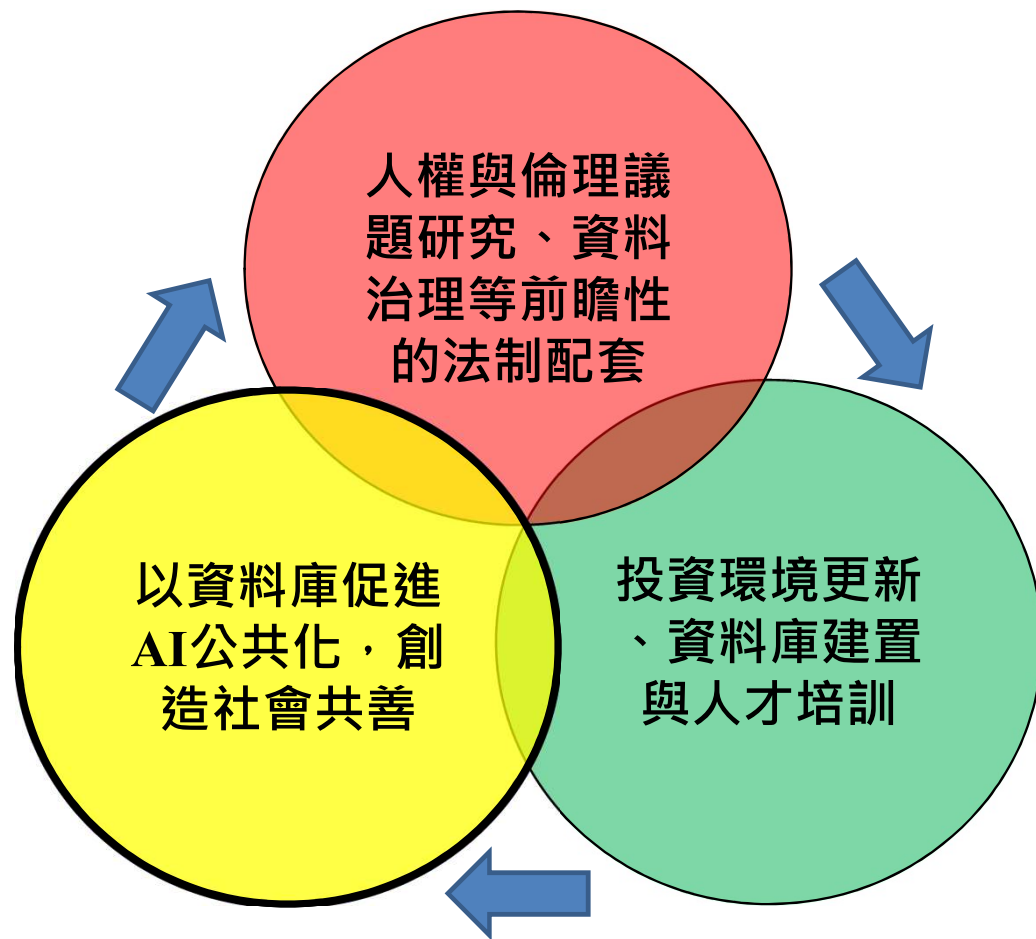 人權與倫理議
題研究、資料
治理等前瞻性
的法制配套
以資料庫促進
AI公共化，創
造社會共善
投資環境更新
、資料庫建置
與人才培訓